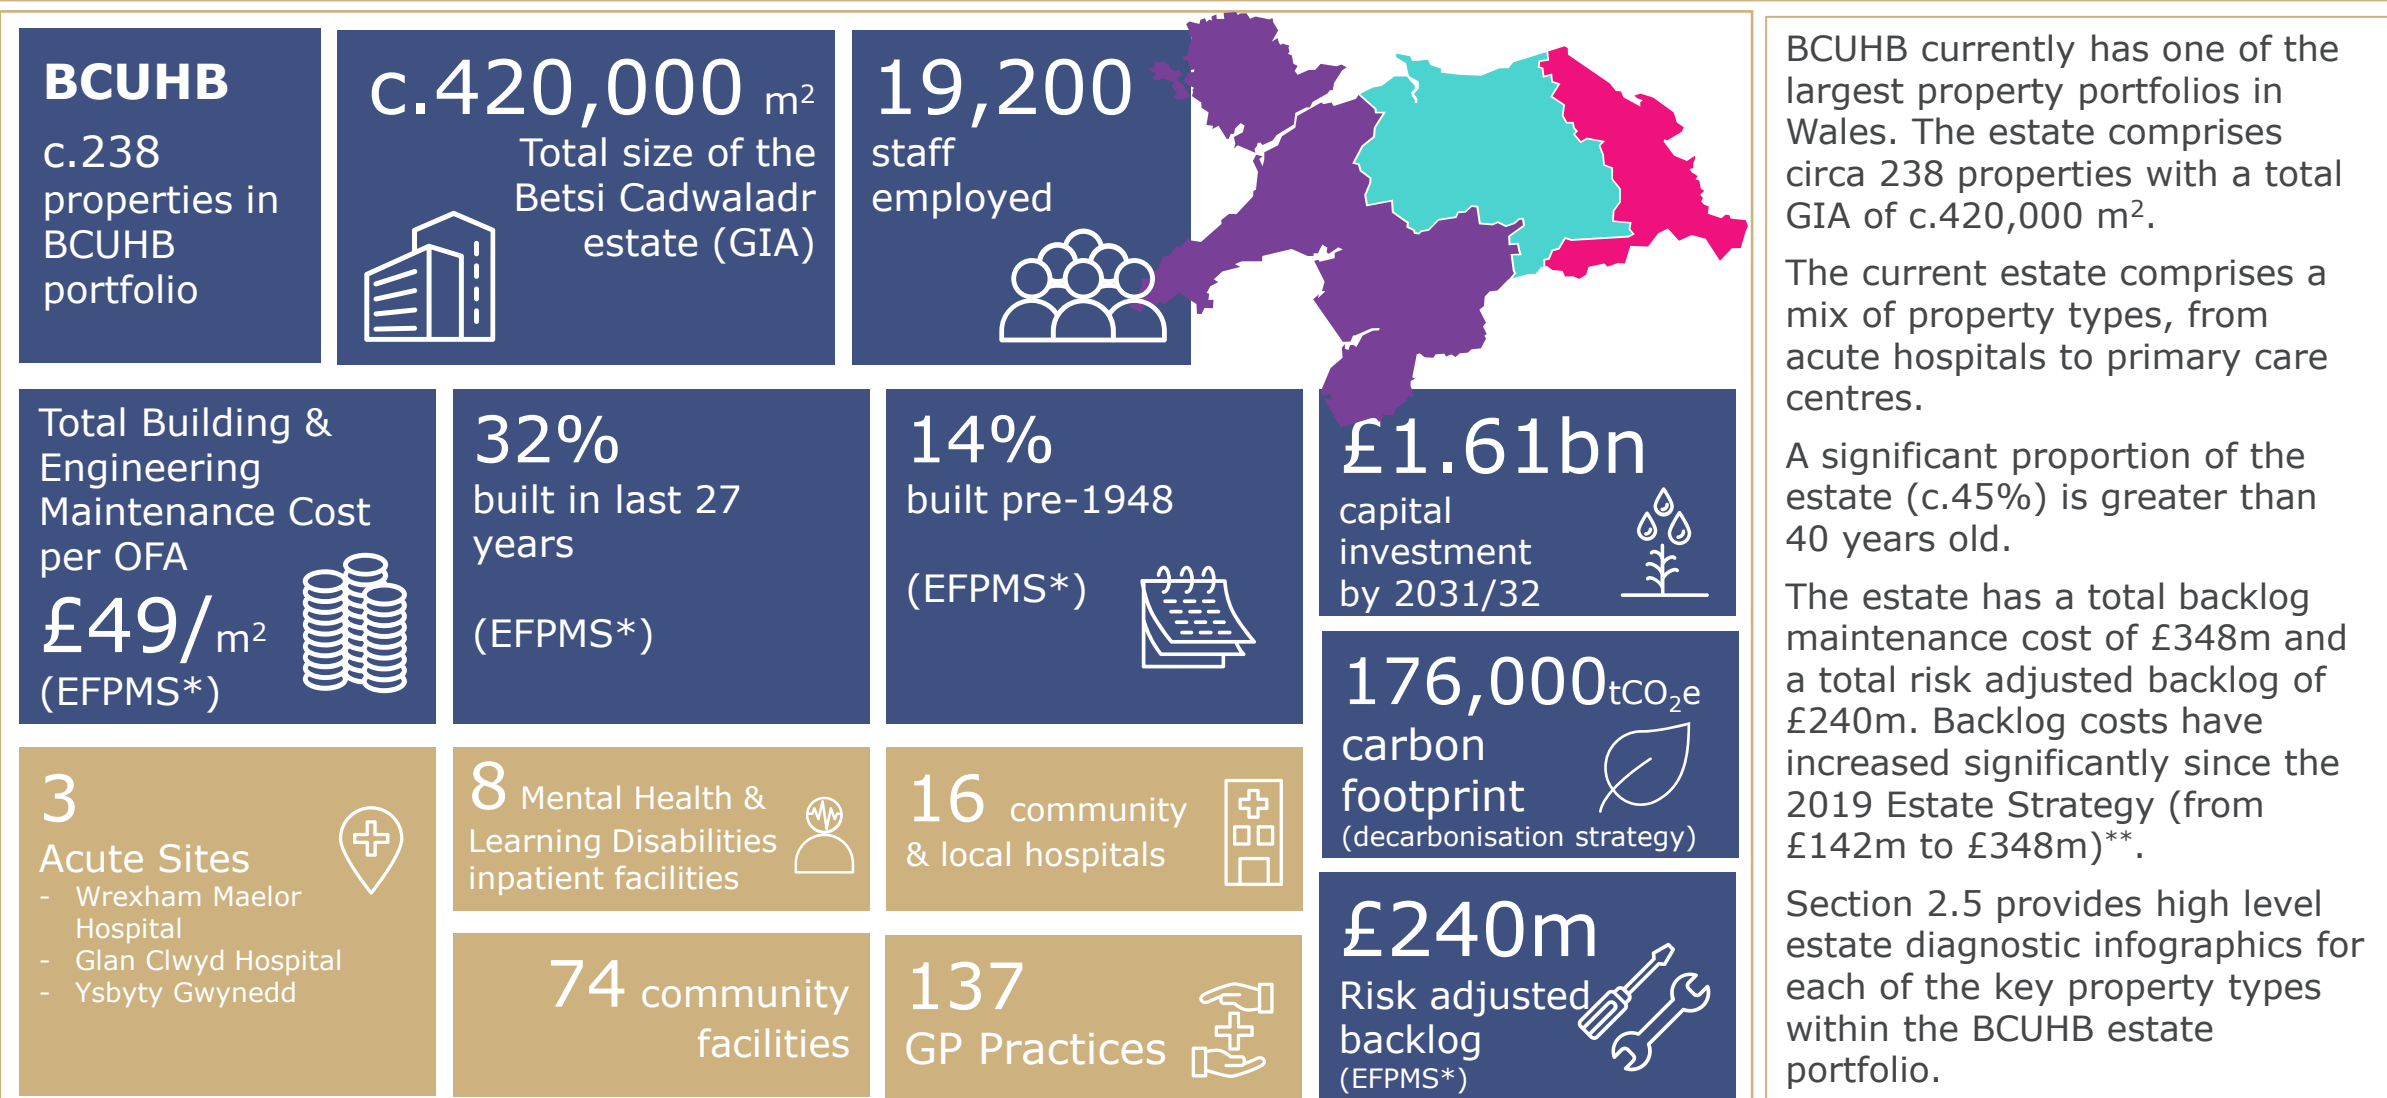 BCUHB
c.238
properties in
BCUHB
portfolio
c.420,000 m²
Total size of the
Betsi Cadwaladr
estate (GIA)
19,200
staff
employed
Total Building &
Engineering
Maintenance Cost
per OFA
£49/m²
(EFPMS*)
32%
built in last 27
years
(EFPMS*)
14%
built pre-1948
(EFPMS*)
£1.61bn
capital
investment
by 2031/32
176,000tCO₂e
carbon
footprint
(decarbonisation strategy)
£240m
Risk adjusted
backlog
(EFPMS*)
3
Acute Sites
- Wrexham Maelor
Hospital
- Glan Clwyd Hospital
- Ysbyty Gwynedd
8 Mental Health &
Learning Disabilities
inpatient facilities
16 community
& local hospitals
74 community
facilities
137
GP Practices
BCUHB currently has one of the
largest property portfolios in
Wales. The estate comprises
circa 238 properties with a total
GIA of c.420,000 m².
The current estate comprises a
mix of property types, from
acute hospitals to primary care
centres.
A significant proportion of the
estate (c.45%) is greater than
40 years old.
The estate has a total backlog
maintenance cost of £348m and
a total risk adjusted backlog of
£240m. Backlog costs have
increased significantly since the
2019 Estate Strategy (from
£142m to £348m)**.
Section 2.5 provides high level
estate diagnostic infographics for
each of the key property types
within the BCUHB estate
portfolio.